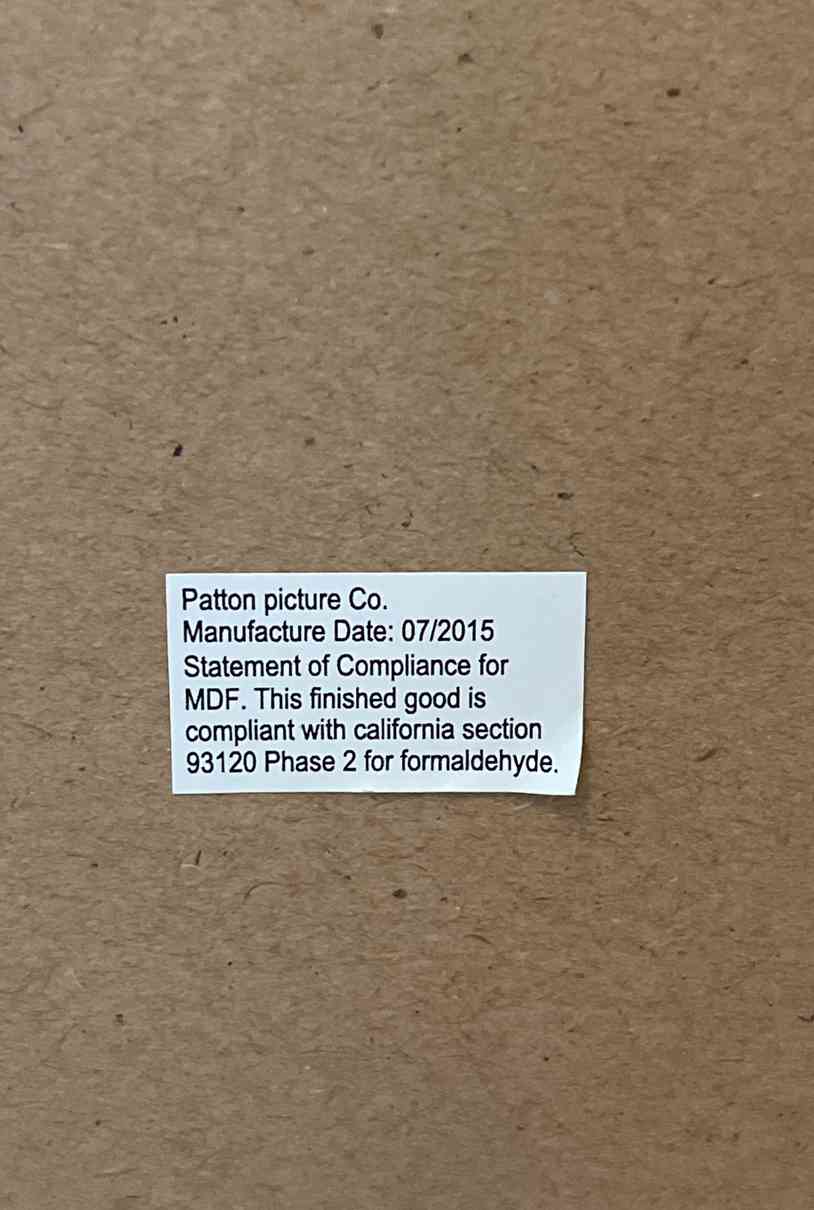 Patton picture Co.
Manufacture Date: 07/2015
Statement of Compliance for
MDF. This finished good is
compliant with california section
93120 Phase 2 for formaldehyde.